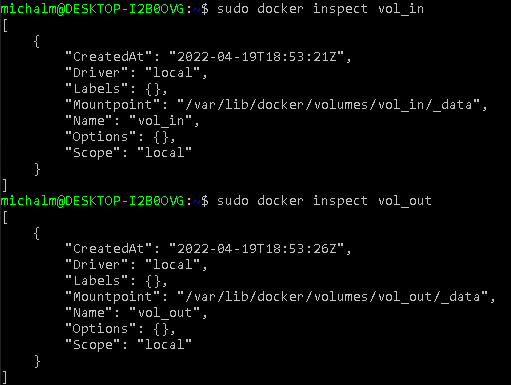 michalm@DESKTOP-I2B0OVG:~$ sudo docker inspect vol_in
[
    {
        "CreatedAt": "2022-04-19T18:53:21Z",
        "Driver": "local",
        "Labels": {},
        "Mountpoint": "/var/lib/docker/volumes/vol_in/_data",
        "Name": "vol_in",
        "Options": {},
        "Scope": "local"
    }
]
michalm@DESKTOP-I2B0OVG:~$ sudo docker inspect vol_out
[
    {
        "CreatedAt": "2022-04-19T18:53:26Z",
        "Driver": "local",
        "Labels": {},
        "Mountpoint": "/var/lib/docker/volumes/vol_out/_data",
        "Name": "vol_out",
        "Options": {},
        "Scope": "local"
    }
]